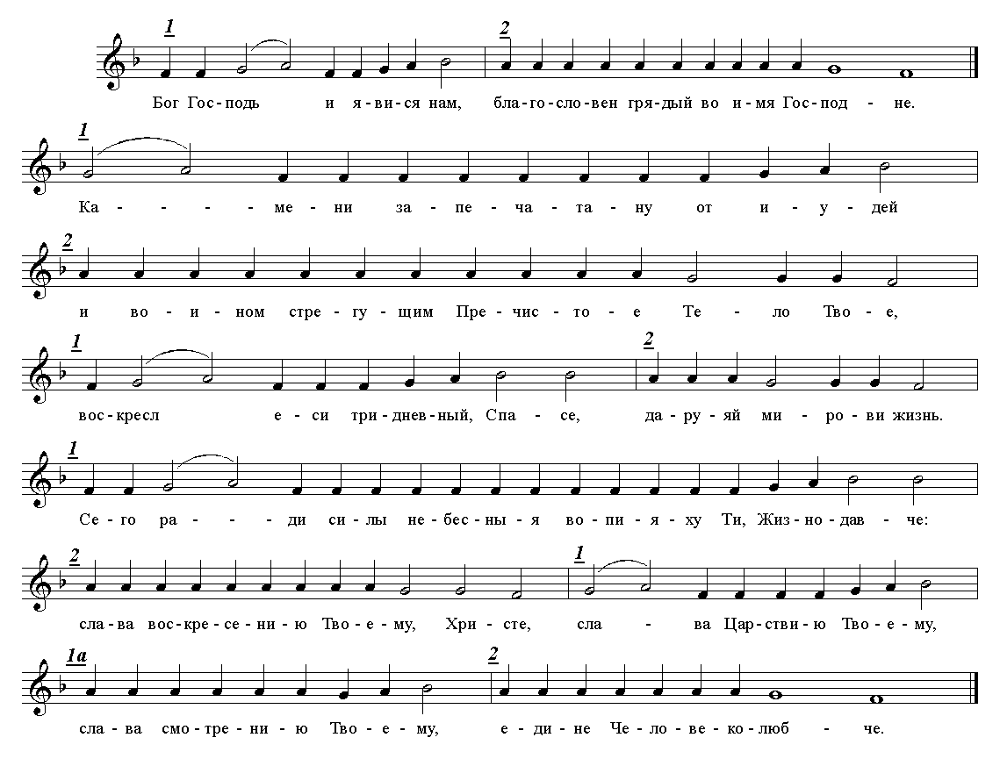 1 2
Бог Гос-подь и я-ви-ся нам, бла-го-сло-вен гря-дый во и-мя Гос-под - не.
1
Ка - - - - ме - ни за - пе - ча - та - ну от и - у - дей
2
и во - и - ном стре - гу - щим Пре - чис - то - е Те - ло Тво - е,
1 2
вос-кресл е - си три-днев-ный, Спа - се, да - ру - яй ми - ро - ви жизнь.
1
Се - го ра - - - ди си - лы не - бес - ны - я во - пи - я - ху Ти, Жиз - но - дав - че:
2 1
сла - ва вос-кре-се-ни-ю Тво-е-му, Хри - сте, сла - ва Цар-стви-ю Тво-е-му,
1а 2
сла - ва смо-тре - ни - ю Тво - е - му, е - ди - не Че - ло - ве - ко-люб - че.